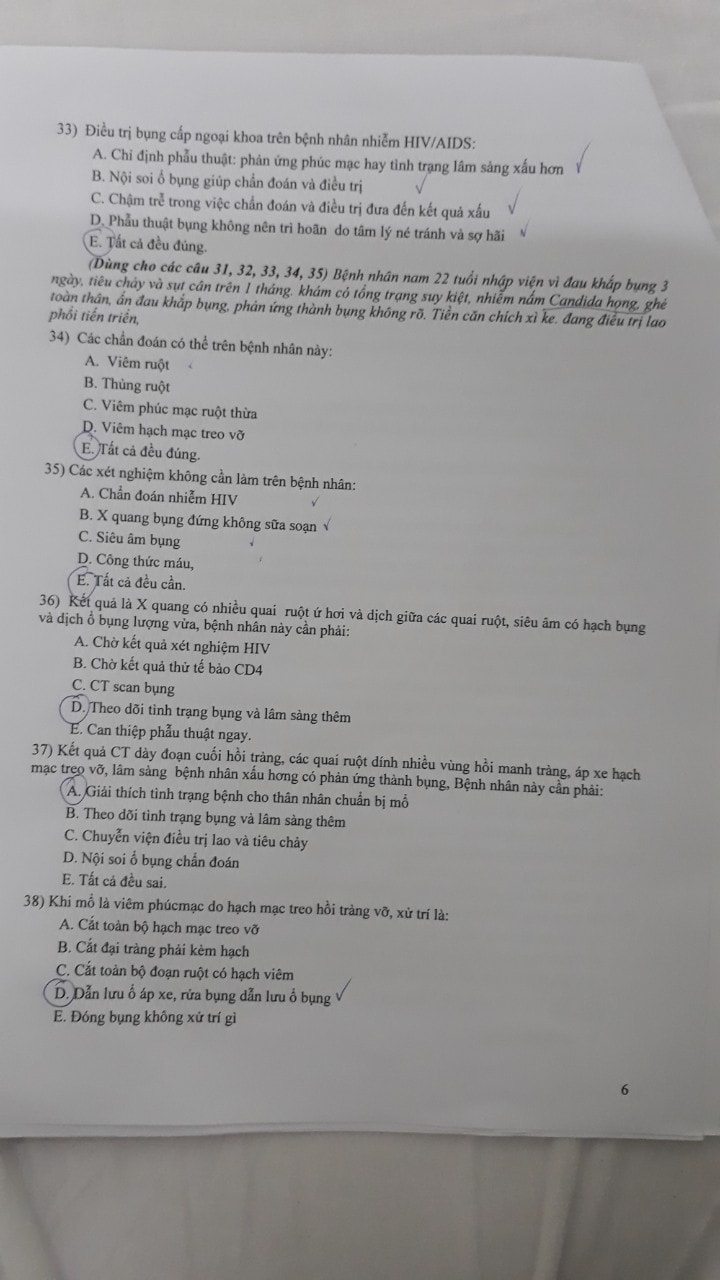 33) Điều trị bụng cấp ngoại khoa trên bệnh nhân nhiễm HIV/AIDS:
A. Chỉ định phẫu thuật: phản ứng phúc mạc hay tình trạng lâm sàng xấu hơn
B. Nội soi ổ bụng giúp chẩn đoán và điều trị
C. Chậm trễ trong việc chẩn đoán và điều trị đưa đến kết quả xấu
D. Phẫu thuật bụng không nên trì hoãn do tâm lý né tránh và sợ hãi
E. Tất cả đều đúng.
(Dùng cho các câu 31, 32, 33, 34, 35) Bệnh nhân nam 22 tuổi nhập viện vì đau khắp bụng 3
ngày, tiêu chảy và sụt cân trên 1 tháng. khám có tổng trạng suy kiệt, nhiễm nấm Candida họng, ghẻ
toàn thân, ấn đau khắp bụng, phản ứng thành bụng không rõ. Tiền căn chích xì ke. đang điều trị lao
phổi tiến triển,
34) Các chẩn đoán có thể trên bệnh nhân này:
A. Viêm ruột
B. Thủng ruột
C. Viêm phúc mạc ruột thừa
D. Viêm hạch mạc treo vỡ
E. Tất cả đều đúng.
35) Các xét nghiệm không cần làm trên bệnh nhân:
A. Chẩn đoán nhiễm HIV
B. X quang bụng đứng không sữa soạn
C. Siêu âm bụng
D. Công thức máu,
E. Tất cả đều cần.
36) Kết quả là X quang có nhiều quai ruột ứ hơi và dịch giữa các quai ruột, siêu âm có hạch bụng
và dịch ổ bụng lượng vừa, bệnh nhân này cần phải:
A. Chờ kết quả xét nghiệm HIV
B. Chờ kết quả thử tế bào CD4
C. CT scan bụng
D. Theo dõi tình trạng bụng và lâm sàng thêm
E. Can thiệp phẫu thuật ngay.
37) Kết quả CT dày đoạn cuối hồi tràng, các quai ruột dính nhiều vùng hồi manh tràng, áp xe hạch
mạc treo vỡ, lâm sàng bệnh nhân xấu hơng có phản ứng thành bụng, Bệnh nhân này cần phải:
A. Giải thích tình trạng bệnh cho thân nhân chuẩn bị mổ
B. Theo dõi tình trạng bụng và lâm sàng thêm
C. Chuyễn viện điều trị lao và tiêu chảy
D. Nội soi ổ bụng chẩn đoán
E. Tất cả đều sai.
38) Khi mổ là viêm phúcmạc do hạch mạc treo hồi tràng vỡ, xử trí là:
A. Cắt toàn bộ hạch mạc treo vỡ
B. Cắt đại tràng phải kèm hạch
C. Cắt toàn bộ đoạn ruột có hạch viêm
D. Dẫn lưu ổ áp xe, rửa bụng dẫn lưu ổ bụng
E. Đóng bụng không xử trí gì
6